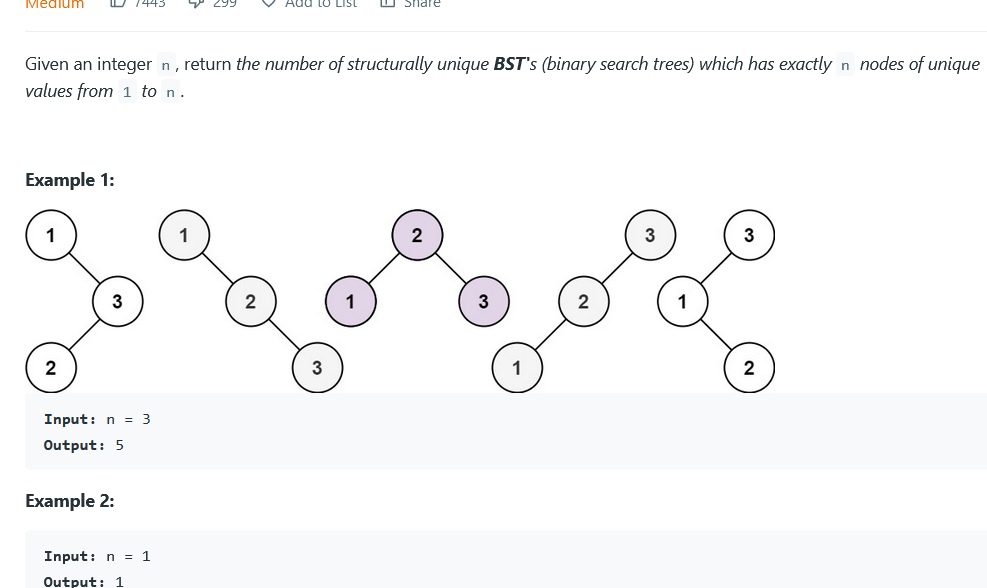 Medium 7443 299 Add to List Share
Given an integer n, return the number of structurally unique BST's (binary search trees) which has exactly n nodes of unique
values from 1 to n.
Example 1:
1 1 2 3 3
3 2 1 3 2 1
2 3 1 2
Input: n = 3
Output: 5
Example 2:
Input: n = 1
Output: 1